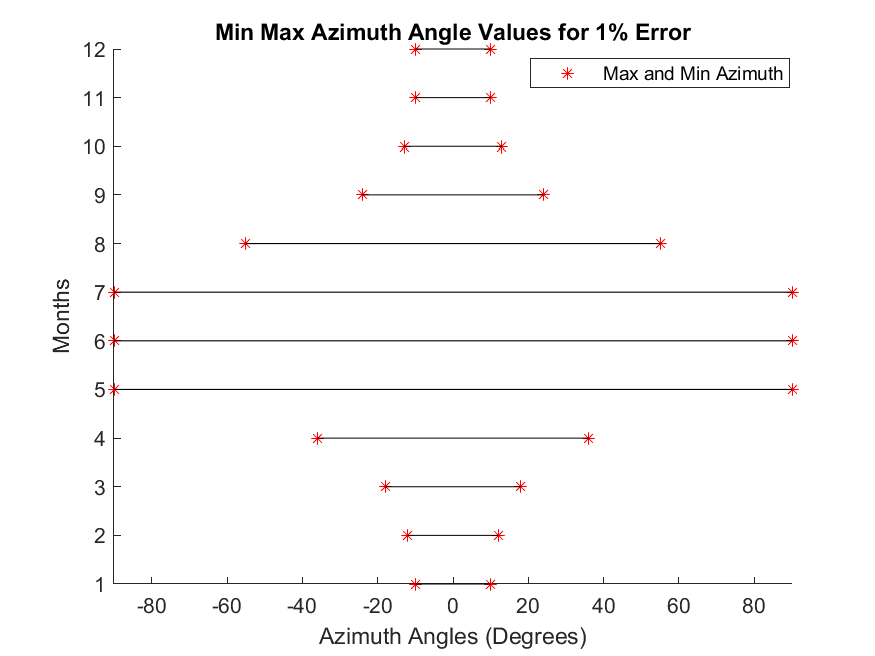 Min Max Azimuth Angle Values for 1% Error
Max and Min Azimuth
12
11
10
9
8
7
6
5
4
3
2
1
Months
-80 -60 -40 -20 0 20 40 60 80
Azimuth Angles (Degrees)